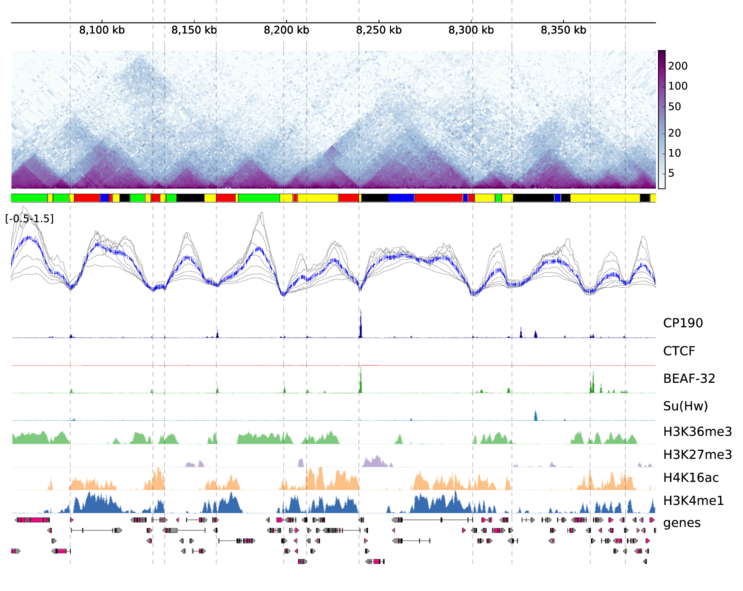 8,100 kb 8,150 kb 8,200 kb 8,250 kb 8,300 kb 8,350 kb
200
100
50
20
10
5
[-0.5-1.5]
CP190
CTCF
BEAF-32
Su(Hw)
H3K36me3
H3K27me3
H4K16ac
H3K4me1
genes